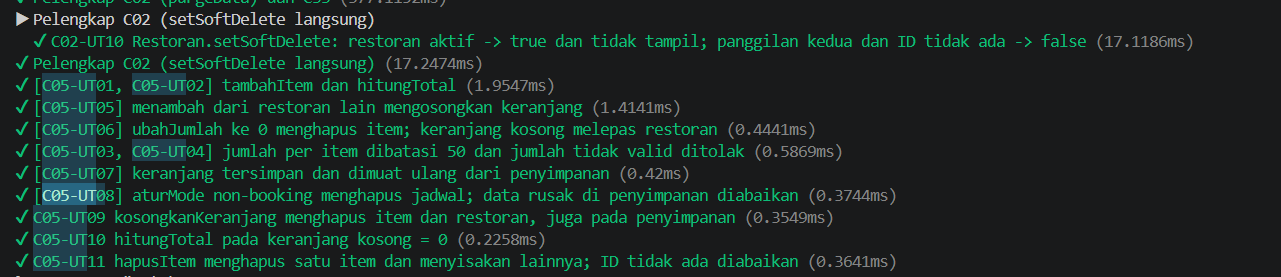 ✓ Pelengkap C02 (purgeData) dan C33 (377.1192ms)
▶ Pelengkap C02 (setSoftDelete langsung)
✓ C02-UT10 Restoran.setSoftDelete: restoran aktif -> true dan tidak tampil; panggilan kedua dan ID tidak ada -> false (17.1186ms)
✓ Pelengkap C02 (setSoftDelete langsung) (17.2474ms)
✓ [C05-UT01, C05-UT02] tambahItem dan hitungTotal (1.9547ms)
✓ [C05-UT05] menambah dari restoran lain mengosongkan keranjang (1.4141ms)
✓ [C05-UT06] ubahJumlah ke 0 menghapus item; keranjang kosong melepas restoran (0.4441ms)
✓ [C05-UT03, C05-UT04] jumlah per item dibatasi 50 dan jumlah tidak valid ditolak (0.5869ms)
✓ [C05-UT07] keranjang tersimpan dan dimuat ulang dari penyimpanan (0.42ms)
✓ [C05-UT08] aturMode non-booking menghapus jadwal; data rusak di penyimpanan diabaikan (0.3744ms)
✓ C05-UT09 kosongkanKeranjang menghapus item dan restoran, juga pada penyimpanan (0.3549ms)
✓ C05-UT10 hitungTotal pada keranjang kosong = 0 (0.2258ms)
✓ C05-UT11 hapusItem menghapus satu item dan menyisakan lainnya; ID tidak ada diabaikan (0.3641ms)